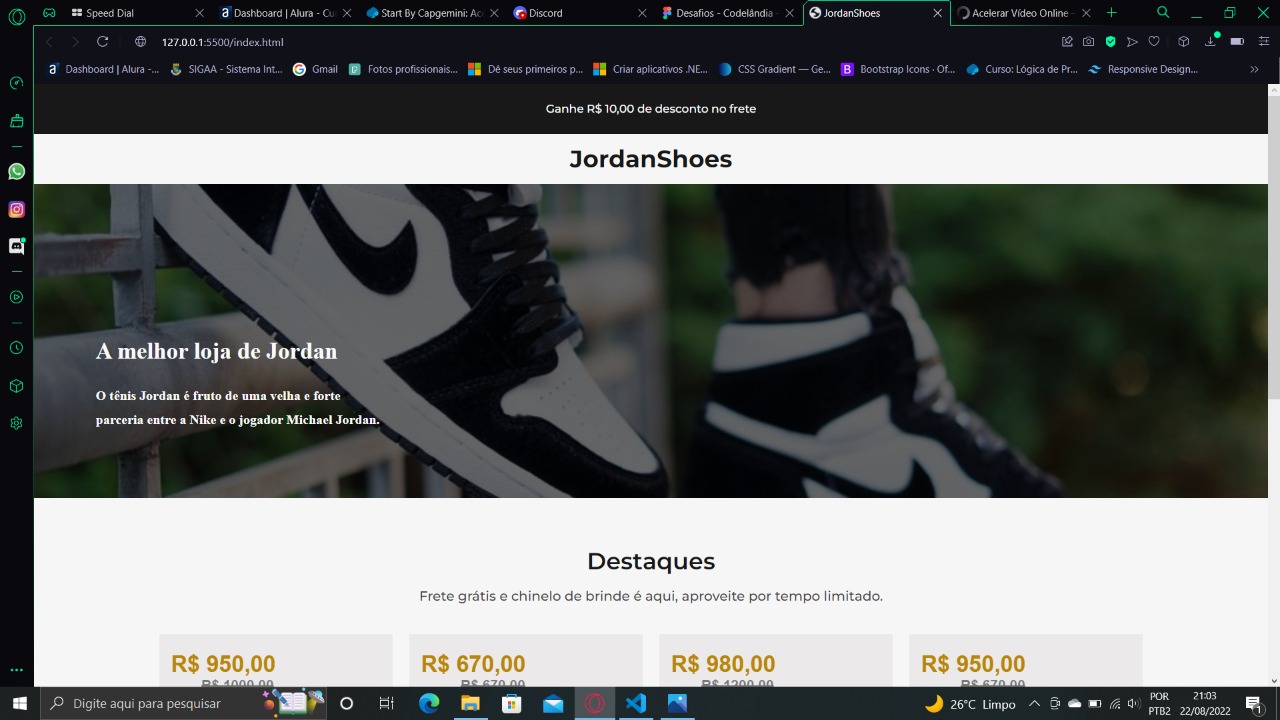 Speed Dial
Dashboard | Alura - Cu
Start By Capgemini: Ac
Discord
Desafios - Codelândia -
JordanShoes
Acelerar Vídeo Online -
127.0.0.1:5500/index.html
Dashboard | Alura -...
SIGAA - Sistema Int...
Gmail
Fotos profissionais...
Dê seus primeiros p...
Criar aplicativos .NE...
CSS Gradient — Ge...
Bootstrap Icons · Of...
Curso: Lógica de Pr...
Responsive Design...
Ganhe R$ 10,00 de desconto no frete
JordanShoes
A melhor loja de Jordan
O tênis Jordan é fruto de uma velha e forte
parceria entre a Nike e o jogador Michael Jordan.
Destaques
Frete grátis e chinelo de brinde é aqui, aproveite por tempo limitado.
R$ 950,00
R$ 670,00
R$ 980,00
R$ 950,00
R$ 1000,00
R$ 670,00
R$ 1200,00
R$ 670,00
Digite aqui para pesquisar
26°C Limpo
POR
PTB2
21:03
22/08/2022